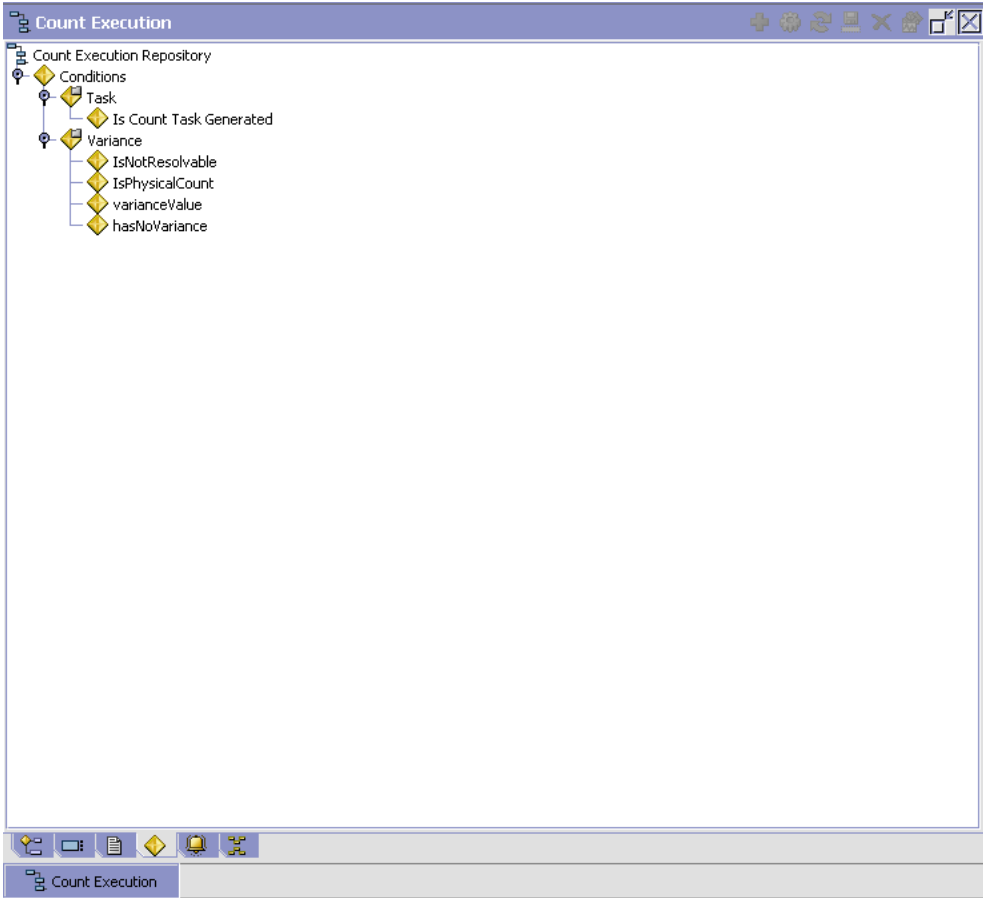 Count Execution
Count Execution Repository
Conditions
Task
Is Count Task Generated
Variance
IsNotResolvable
IsPhysicalCount
varianceValue
hasNoVariance
Count Execution